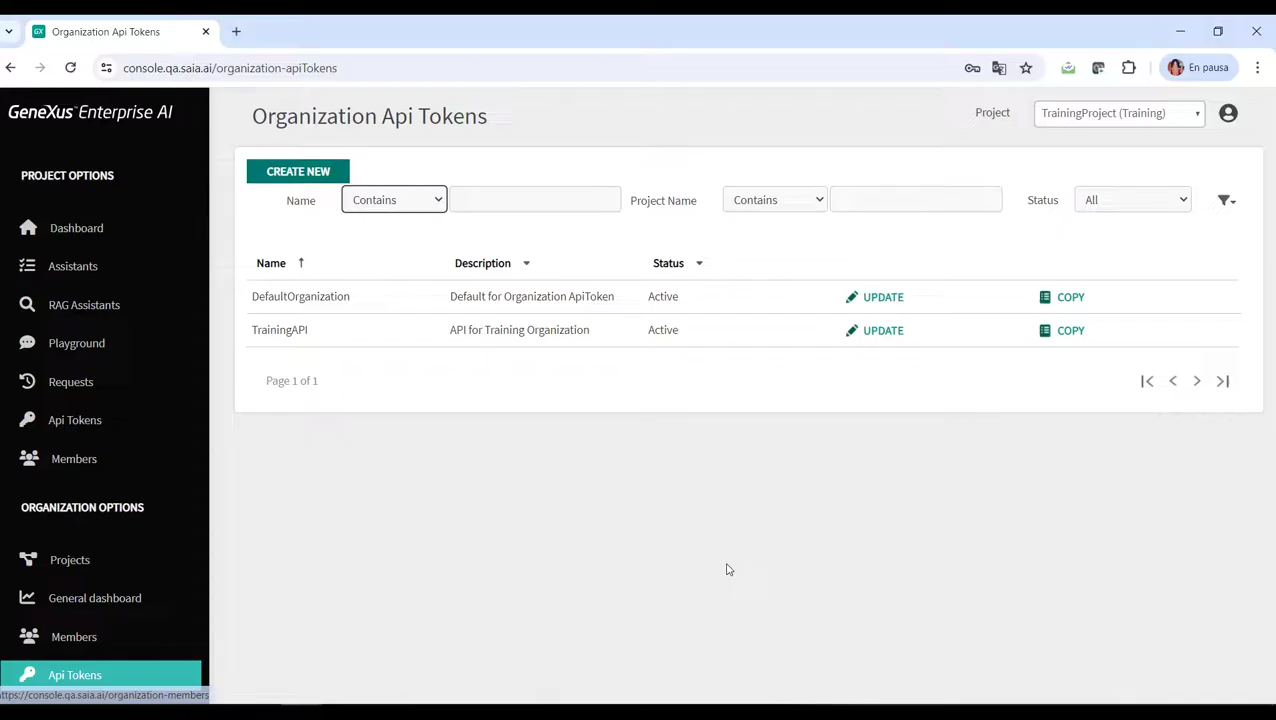 Organization Api Tokens
console.qa.saia.ai/organization-apiTokens
En pausa
GeneXus™ Enterprise AI
Organization Api Tokens
Project
TrainingProject (Training)
PROJECT OPTIONS
CREATE NEW
Name
Contains
Project Name
Contains
Status
All
Dashboard
Assistants
Name
Description
Status
RAG Assistants
DefaultOrganization
Default for Organization ApiToken
Active
UPDATE
COPY
Playground
TrainingAPI
API for Training Organization
Active
UPDATE
COPY
Requests
Page 1 of 1
Api Tokens
Members
ORGANIZATION OPTIONS
Projects
General dashboard
Members
Api Tokens
https://console.qa.saia.ai/organization-members